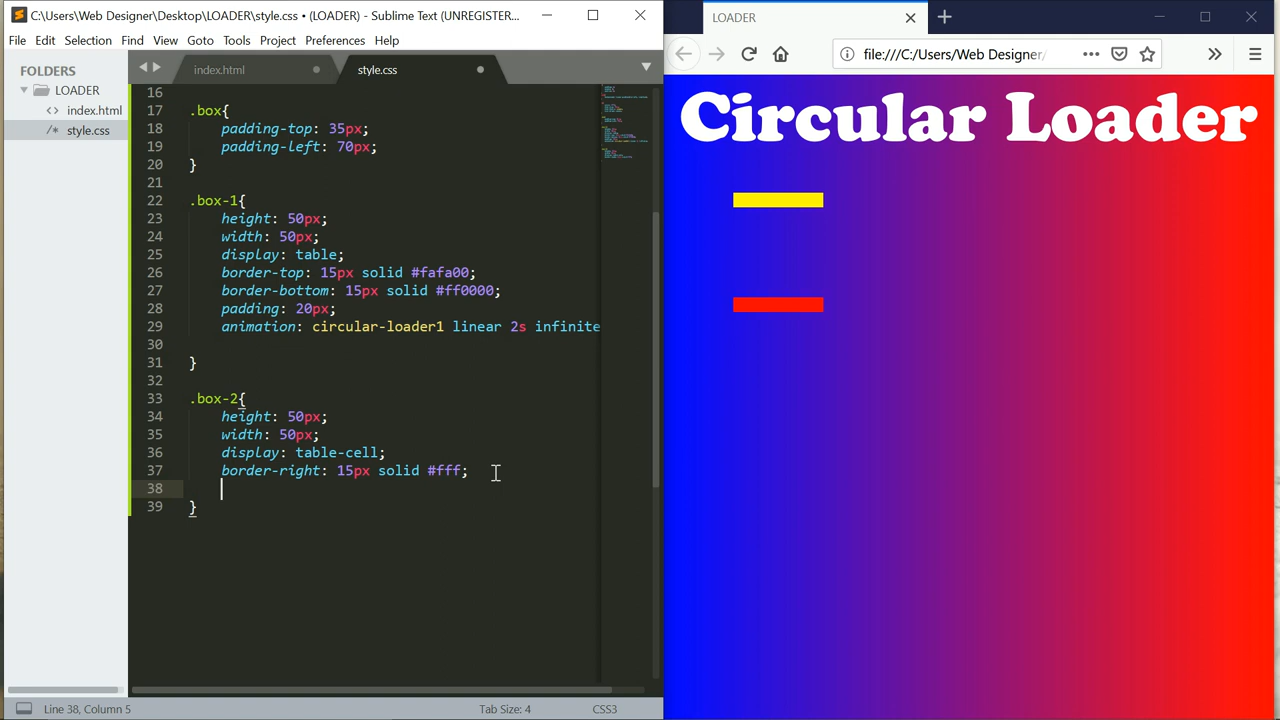 C:\Users\Web Designer\Desktop\LOADER\style.css • (LOADER) - Sublime Text (UNREGISTER...
File Edit Selection Find View Goto Tools Project Preferences Help
FOLDERS
LOADER
<> index.html
/* style.css
index.html
style.css
16
17 .box{
18 padding-top: 35px;
19 padding-left: 70px;
20 }
21
22 .box-1{
23 height: 50px;
24 width: 50px;
25 display: table;
26 border-top: 15px solid #fafa00;
27 border-bottom: 15px solid #ff0000;
28 padding: 20px;
29 animation: circular-loader1 linear 2s infinite
30
31 }
32
33 .box-2{
34 height: 50px;
35 width: 50px;
36 display: table-cell;
37 border-right: 15px solid #fff;
38
39 }
Line 38, Column 5
Tab Size: 4
CSS3
LOADER
file:///C:/Users/Web Designer/
Circular Loader